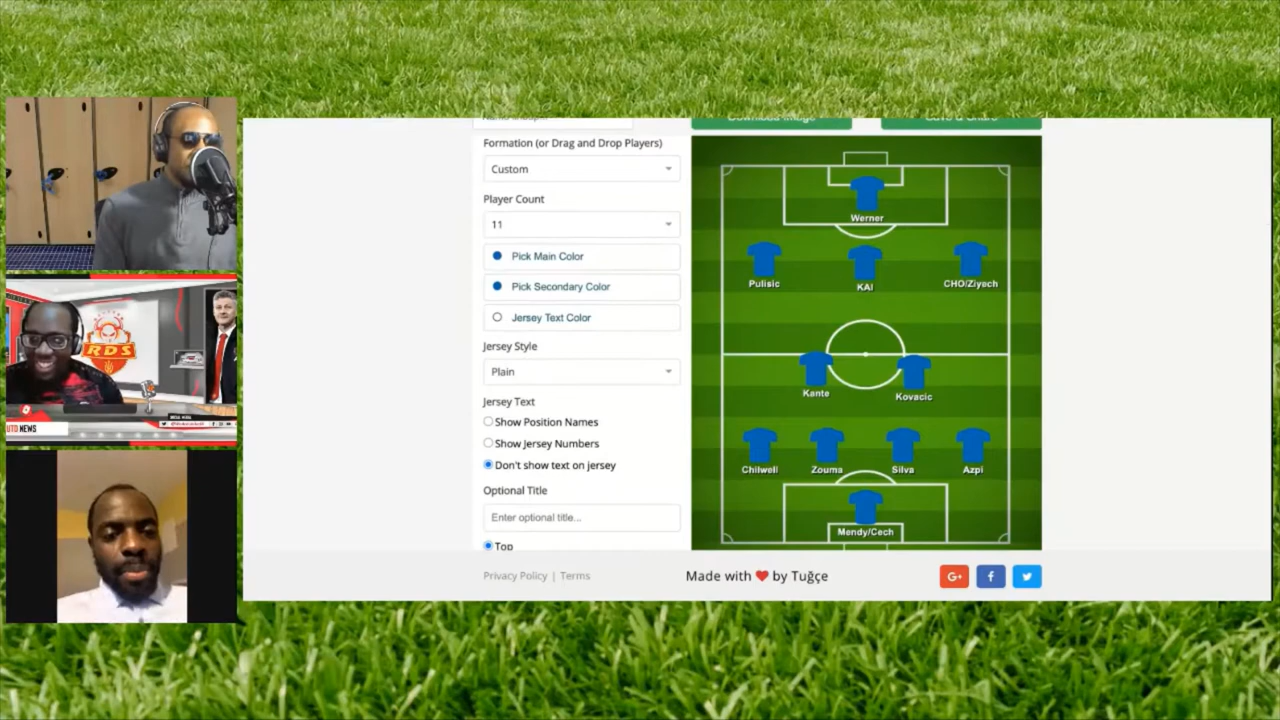 Formation (or Drag and Drop Players)
Custom
Player Count
11
Pick Main Color
Pick Secondary Color
Jersey Text Color
Jersey Style
Plain
Jersey Text
Show Position Names
Show Jersey Numbers
Don't show text on jersey
Optional Title
Enter optional title...
Top
Werner
Pulisic
KAI
CHO/Ziyech
Kante
Kovacic
Chilwell
Zouma
Silva
Azpi
Mendy/Cech
Privacy Policy | Terms
Made with ❤ by Tuğçe
G+
f
RDS
NEWS